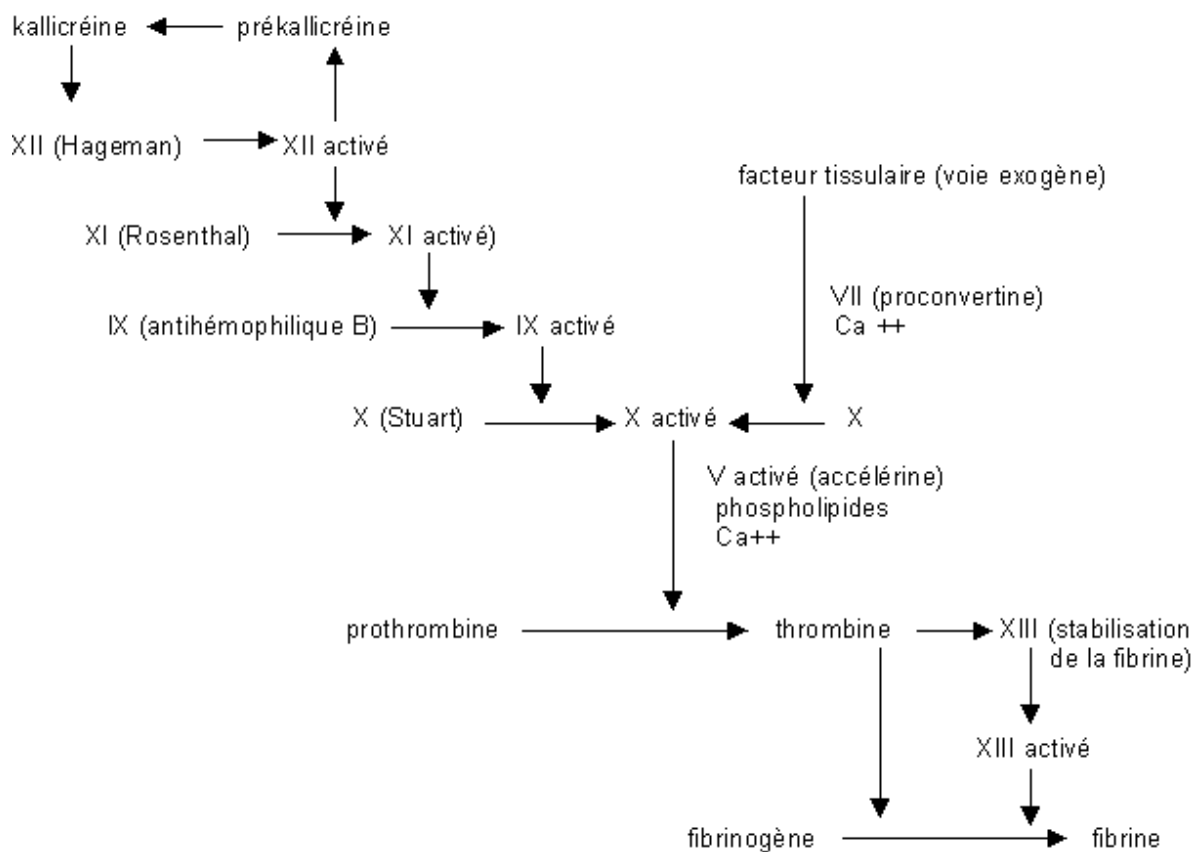 kallicréine prékallicréine
XII (Hageman) XII activé
facteur tissulaire (voie exogène)
XI (Rosenthal) XI activé)
VII (proconvertine)
Ca ++
IX (antihémophilique B) IX activé
X (Stuart) X activé X
V activé (accélérine)
phospholipides
Ca++
prothrombine thrombine XIII (stabilisation
de la fibrine)
XIII activé
fibrinogène fibrine